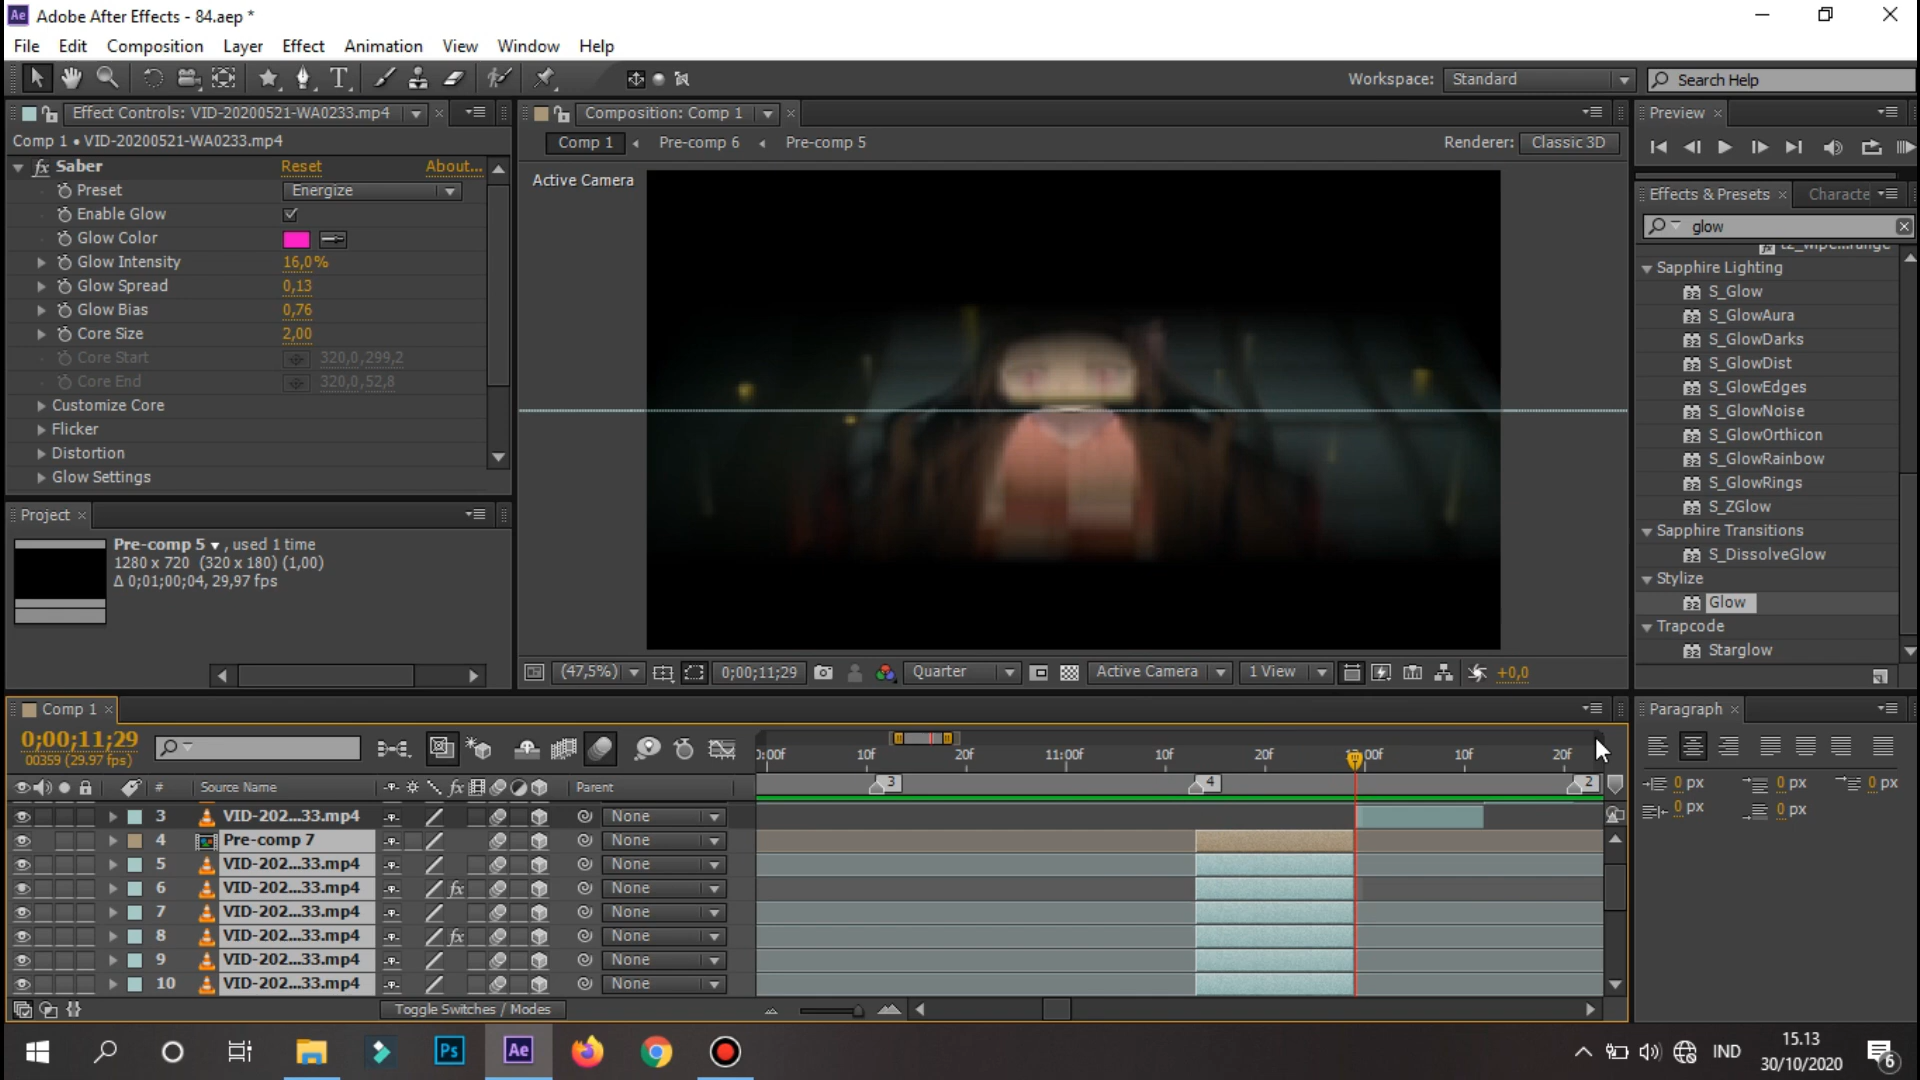 Ae Adobe After Effects - 84.aep *
File Edit Composition Layer Effect Animation View Window Help
Workspace: Standard Search Help
Effect Controls: VID-20200521-WA0233.mp4
Comp 1 • VID-20200521-WA0233.mp4
fx Saber Reset About...
Preset Energize
Enable Glow
Glow Color
Glow Intensity 16,0%
Glow Spread 0,13
Glow Bias 0,76
Core Size 2,00
Core Start 320,0,299,2
Core End 320,0,52,8
Customize Core
Flicker
Distortion
Glow Settings
Project
Pre-comp 5 , used 1 time
1280 x 720 (320 x 180) (1,00)
Δ 0;01;00;04, 29,97 fps
Composition: Comp 1
Comp 1 Pre-comp 6 Pre-comp 5
Renderer: Classic 3D
Active Camera
(47,5%) 0;00;11;29 Quarter Active Camera 1 View +0,0
Preview
Effects & Presets Characte
glow
Sapphire Lighting
S_Glow
S_GlowAura
S_GlowDarks
S_GlowDist
S_GlowEdges
S_GlowNoise
S_GlowOrthicon
S_GlowRainbow
S_GlowRings
S_ZGlow
Sapphire Transitions
S_DissolveGlow
Stylize
Glow
Trapcode
Starglow
Comp 1
0;00;11;29
00359 (29.97 fps)
0:00f 10f 20f 11:00f 10f 20f 10f 20f
3 4 2
# Source Name fx Parent
3 VID-202...33.mp4 None
4 Pre-comp 7 None
5 VID-202...33.mp4 None
6 VID-202...33.mp4 fx None
7 VID-202...33.mp4 None
8 VID-202...33.mp4 fx None
9 VID-202...33.mp4 None
10 VID-202...33.mp4 None
Toggle Switches / Modes
Paragraph
0 px 0 px 0 px
0 px 0 px
Ps Ae
IND
15.13
30/10/2020
6